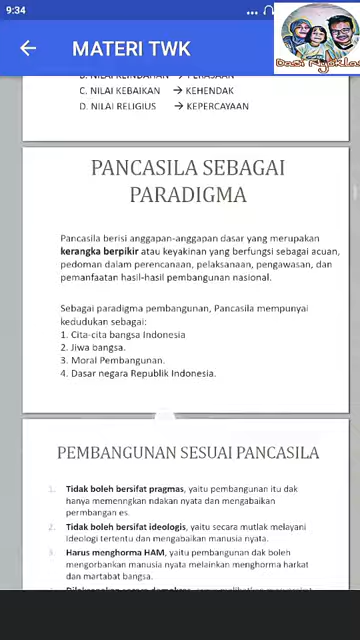 9:34
MATERI TWK
B. NILAI KEINDAHAN → PERASAAN
C. NILAI KEBAIKAN → KEHENDAK
D. NILAI RELIGIUS → KEPERCAYAAN
PANCASILA SEBAGAI
PARADIGMA
Pancasila berisi anggapan-anggapan dasar yang merupakan
kerangka berpikir atau keyakinan yang berfungsi sebagai acuan,
pedoman dalam perencanaan, pelaksanaan, pengawasan, dan
pemanfaatan hasil-hasil pembangunan nasional.
Sebagai paradigma pembangunan, Pancasila mempunyai
kedudukan sebagai:
1. Cita-cita bangsa Indonesia
2. Jiwa bangsa.
3. Moral Pembangunan.
4. Dasar negara Republik Indonesia.
PEMBANGUNAN SESUAI PANCASILA
1. Tidak boleh bersifat pragmas, yaitu pembangunan itu dak
hanya memenngkan ndakan nyata dan mengabaikan
permbangan es.
2. Tidak boleh bersifat ideologis, yaitu secara mutlak melayani
Ideologi tertentu dan mengabaikan manusia nyata.
3. Harus menghorma HAM, yaitu pembangunan dak boleh
mengorbankan manusia nyata melainkan menghorma harkat
dan martabat bangsa.